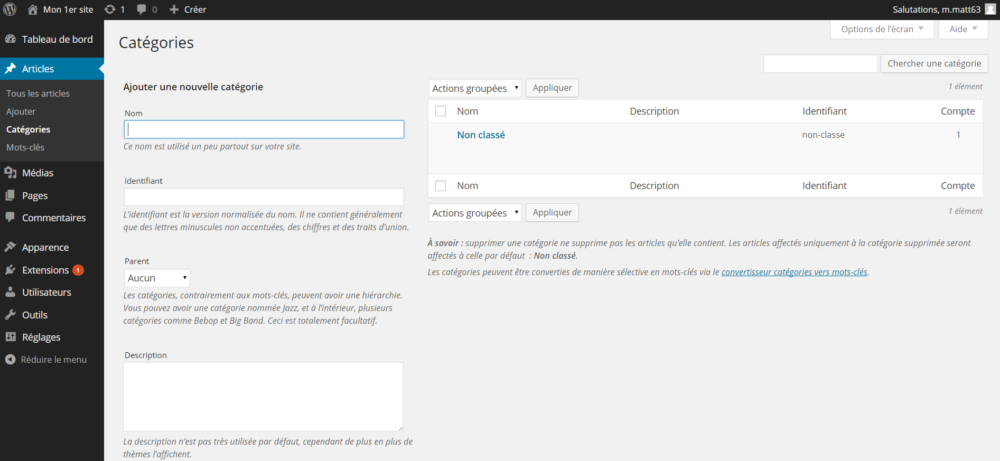 Mon 1er site 1 0 Créer
Salutations, m.matt63
Tableau de bord
Articles
Tous les articles
Ajouter
Catégories
Mots-clés
Médias
Pages
Commentaires
Apparence
Extensions 1
Utilisateurs
Outils
Réglages
Réduire le menu
Options de l’écran
Aide
Catégories
Chercher une catégorie
Ajouter une nouvelle catégorie
Nom
Ce nom est utilisé un peu partout sur votre site.
Identifiant
L’identifiant est la version normalisée du nom. Il ne contient généralement
que des lettres minuscules non accentuées, des chiffres et des traits d’union.
Parent
Aucun
Les catégories, contrairement aux mots-clés, peuvent avoir une hiérarchie.
Vous pouvez avoir une catégorie nommée Jazz, et à l’intérieur, plusieurs
catégories comme Bebop et Big Band. Ceci est totalement facultatif.
Description
La description n’est pas très utilisée par défaut, cependant de plus en plus de
thèmes l’affichent.
Actions groupées Appliquer 1 élément
Nom Description Identifiant Compte
Non classé non-classe 1
Nom Description Identifiant Compte
Actions groupées Appliquer 1 élément
À savoir : supprimer une catégorie ne supprime pas les articles qu’elle contient. Les articles affectés uniquement à la catégorie supprimée seront
affectés à celle par défaut : Non classé.
Les catégories peuvent être converties de manière sélective en mots-clés via le convertisseur catégories vers mots-clés.